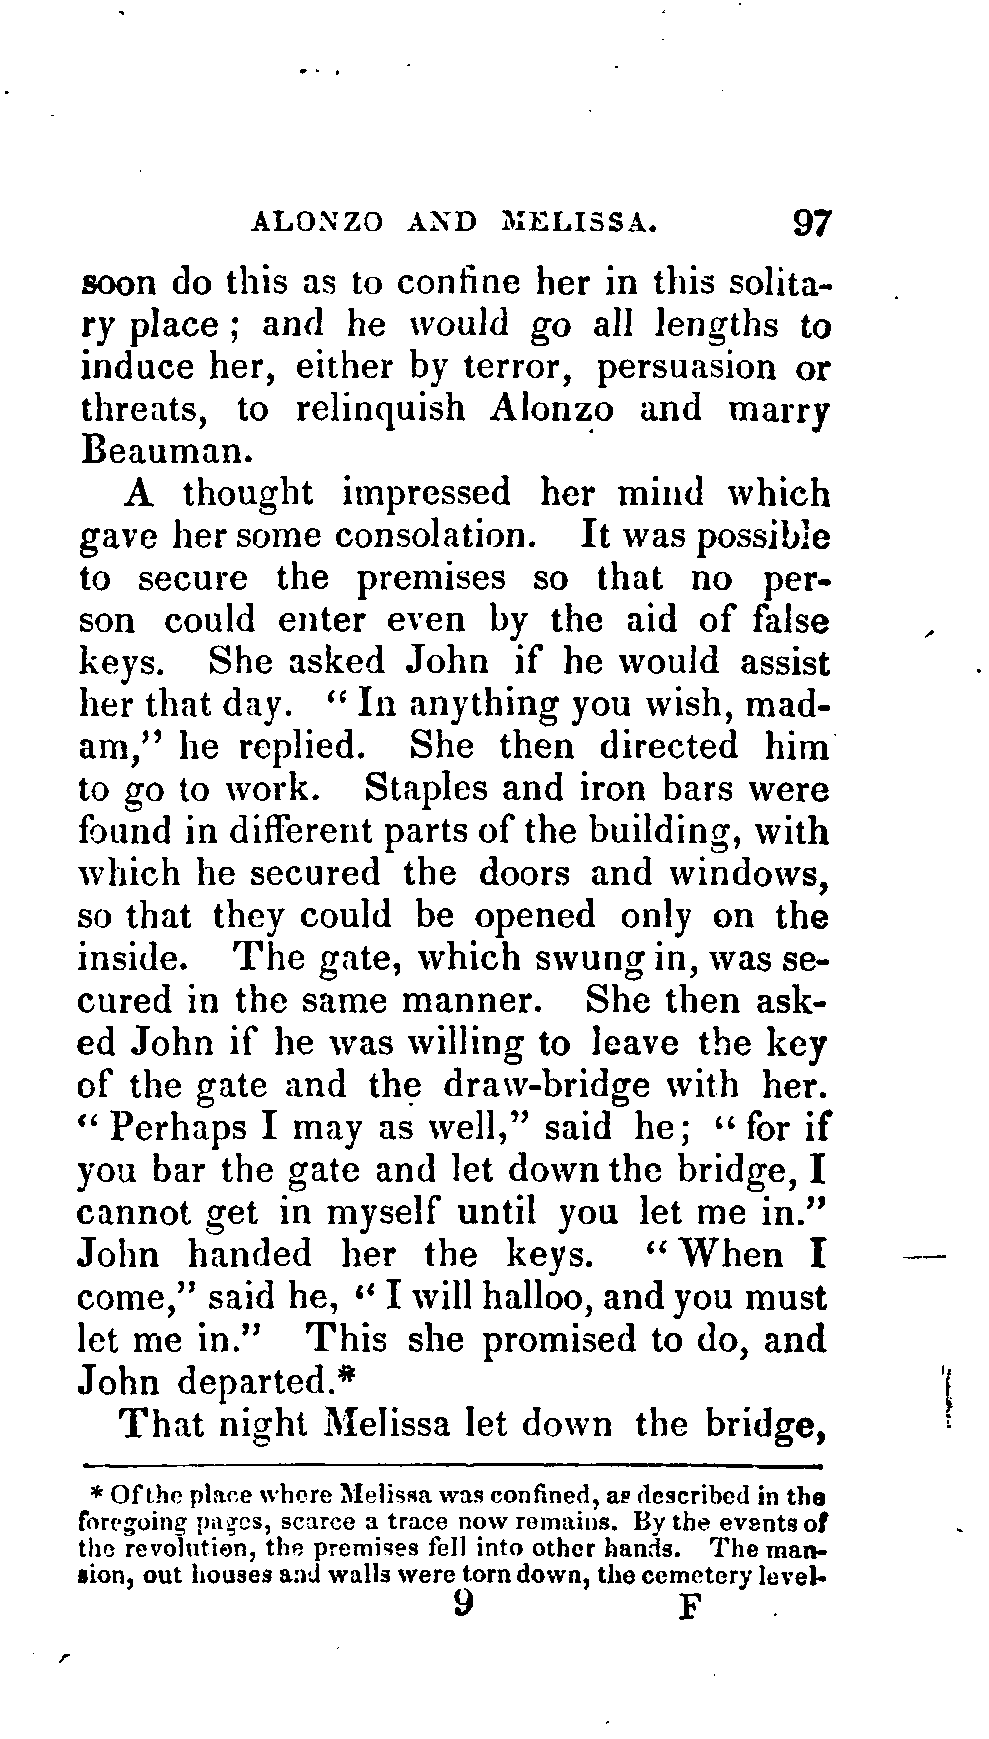 ALONZO AND MELISSA. 97
soon do this as to confine her in this solita-
ry place ; and he would go all lengths to
induce her, either by terror, persuasion or
threats, to relinquish Alonzo and marry
Beauman.
A thought impressed her mind which
gave her some consolation. It was possible
to secure the premises so that no per-
son could enter even by the aid of false
keys. She asked John if he would assist
her that day. “ In anything you wish, mad-
am,” he replied. She then directed him
to go to work. Staples and iron bars were
found in different parts of the building, with
which he secured the doors and windows,
so that they could be opened only on the
inside. The gate, which swung in, was se-
cured in the same manner. She then ask-
ed John if he was willing to leave the key
of the gate and the draw-bridge with her.
“ Perhaps I may as well,” said he; “ for if
you bar the gate and let down the bridge, I
cannot get in myself until you let me in.”
John handed her the keys. “ When I
come,” said he, “ I will halloo, and you must
let me in.” This she promised to do, and
John departed.*
That night Melissa let down the bridge,
* Of the place where Melissa was confined, as described in the
foregoing pages, scarce a trace now remains. By the events of
the revolution, the premises fell into other hands. The man-
sion, out houses and walls were torn down, the cemetery level-
9 F